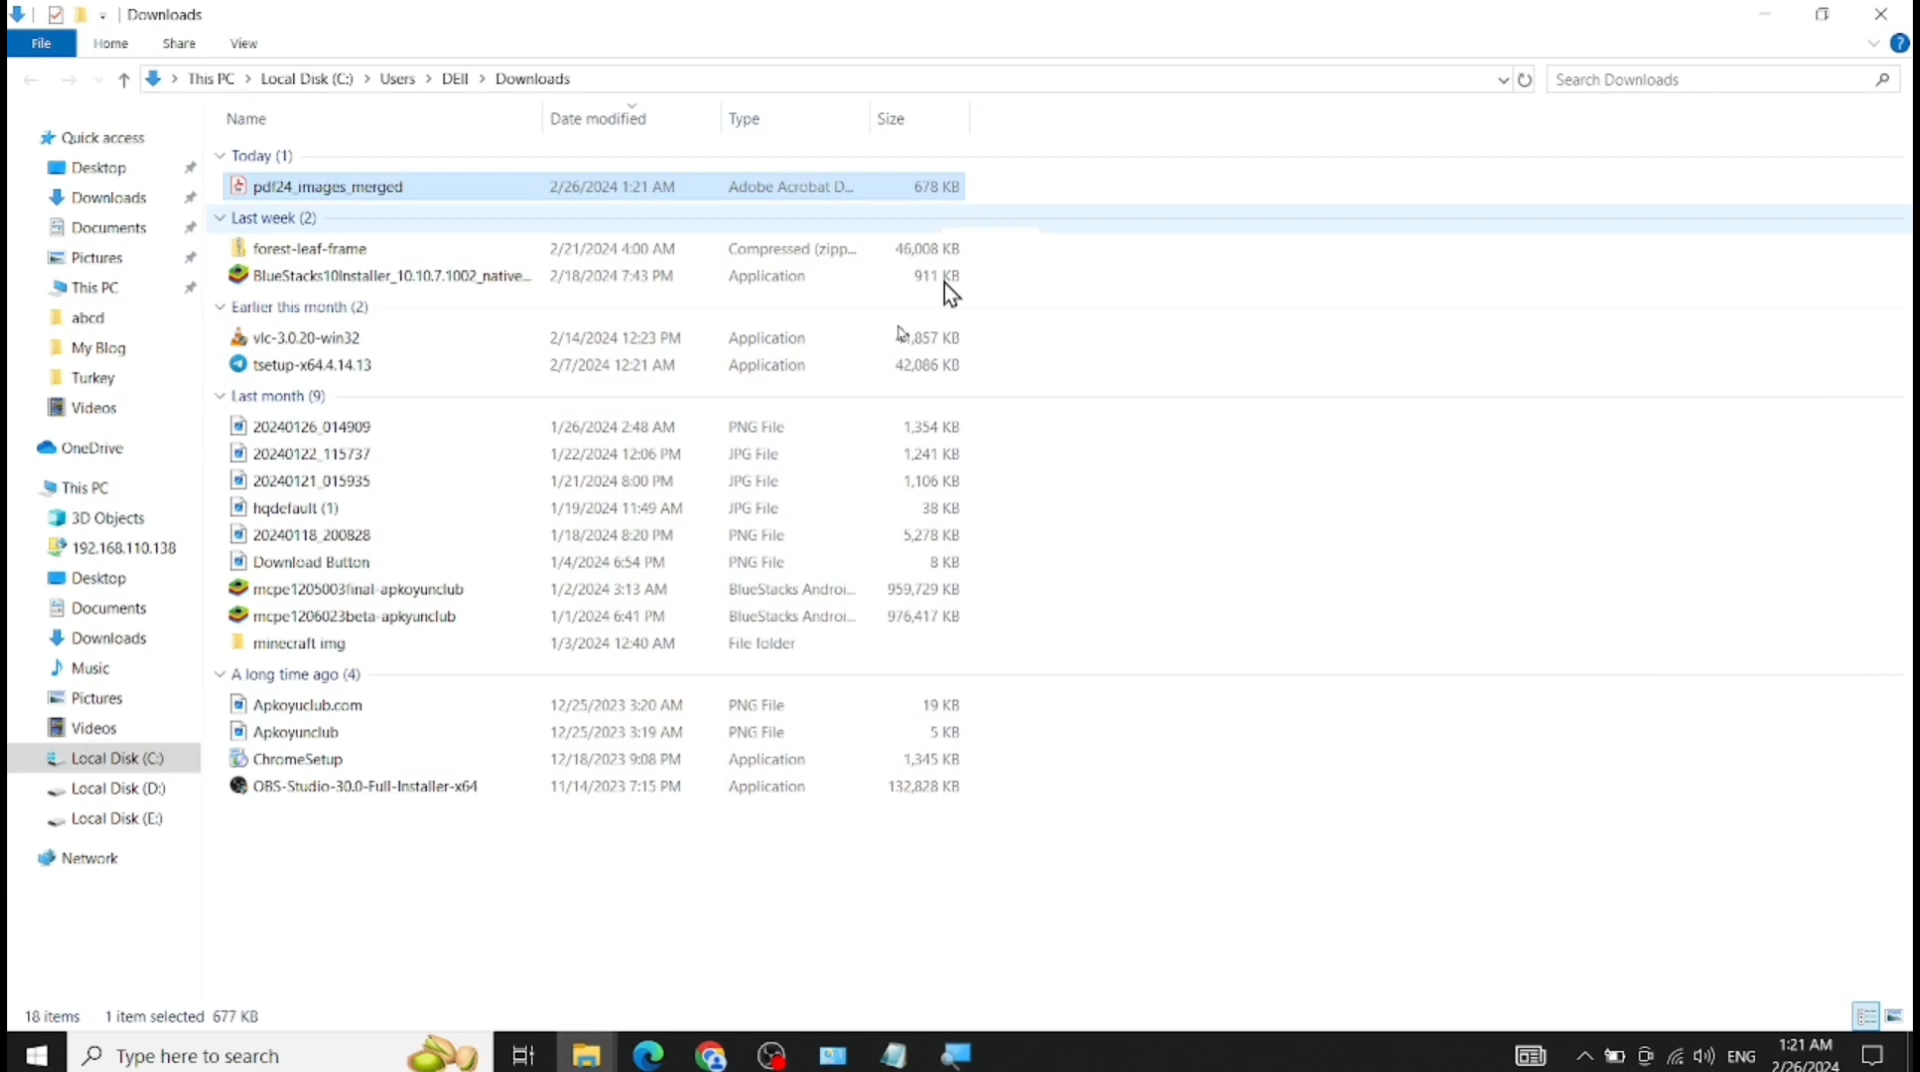 Downloads
File Home Share View
This PC > Local Disk (C:) > Users > DEll > Downloads
Search Downloads
Quick access
Desktop
Downloads
Documents
Pictures
This PC
abcd
My Blog
Turkey
Videos
OneDrive
This PC
3D Objects
192.168.110.138
Desktop
Documents
Downloads
Music
Pictures
Videos
Local Disk (C:)
Local Disk (D:)
Local Disk (E:)
Network
Name Date modified Type Size
Today (1)
pdf24_images_merged 2/26/2024 1:21 AM Adobe Acrobat D... 678 KB
Last week (2)
forest-leaf-frame 2/21/2024 4:00 AM Compressed (zipp... 46,008 KB
BlueStacks10Installer_10.10.7.1002_native... 2/18/2024 7:43 PM Application 911 KB
Earlier this month (2)
vlc-3.0.20-win32 2/14/2024 12:23 PM Application ,857 KB
tsetup-x64.4.14.13 2/7/2024 12:21 AM Application 42,086 KB
Last month (9)
20240126_014909 1/26/2024 2:48 AM PNG File 1,354 KB
20240122_115737 1/22/2024 12:06 PM JPG File 1,241 KB
20240121_015935 1/21/2024 8:00 PM JPG File 1,106 KB
hqdefault (1) 1/19/2024 11:49 AM JPG File 38 KB
20240118_200828 1/18/2024 8:20 PM PNG File 5,278 KB
Download Button 1/4/2024 6:54 PM PNG File 8 KB
mcpe1205003final-apkoyunclub 1/2/2024 3:13 AM BlueStacks Androi... 959,729 KB
mcpe1206023beta-apkyunclub 1/1/2024 6:41 PM BlueStacks Androi... 976,417 KB
minecraft img 1/3/2024 12:40 AM File folder
A long time ago (4)
Apkoyuclub.com 12/25/2023 3:20 AM PNG File 19 KB
Apkoyunclub 12/25/2023 3:19 AM PNG File 5 KB
ChromeSetup 12/18/2023 9:08 PM Application 1,345 KB
OBS-Studio-30.0-Full-Installer-x64 11/14/2023 7:15 PM Application 132,828 KB
18 items 1 item selected 677 KB
Type here to search
ENG
1:21 AM
2/26/2024